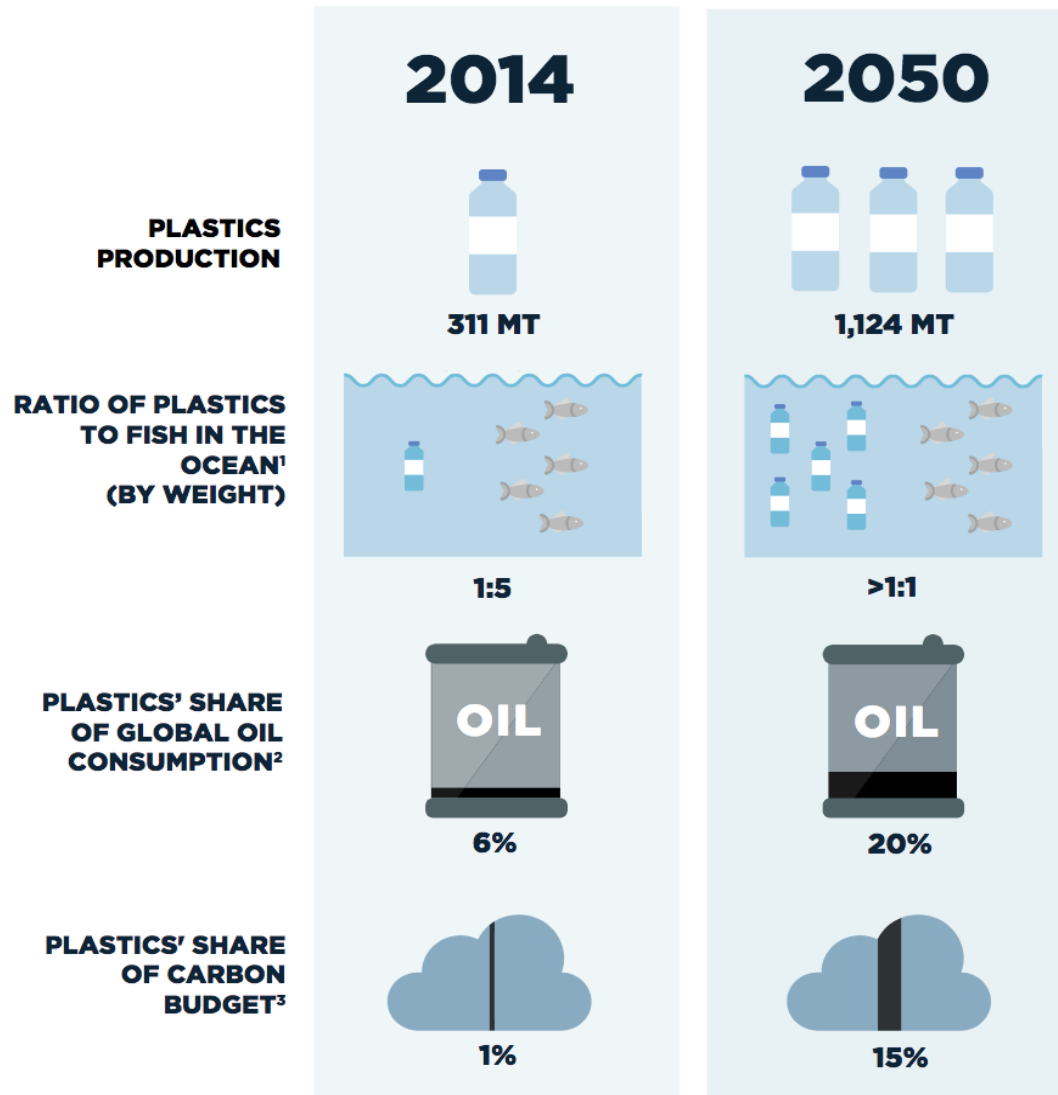 2014
2050
PLASTICS
PRODUCTION
311 MT
1,124 MT
RATIO OF PLASTICS
TO FISH IN THE
OCEAN¹
(BY WEIGHT)
1:5
>1:1
PLASTICS’ SHARE
OF GLOBAL OIL
CONSUMPTION²
OIL
OIL
6%
20%
PLASTICS' SHARE
OF CARBON
BUDGET³
1%
15%